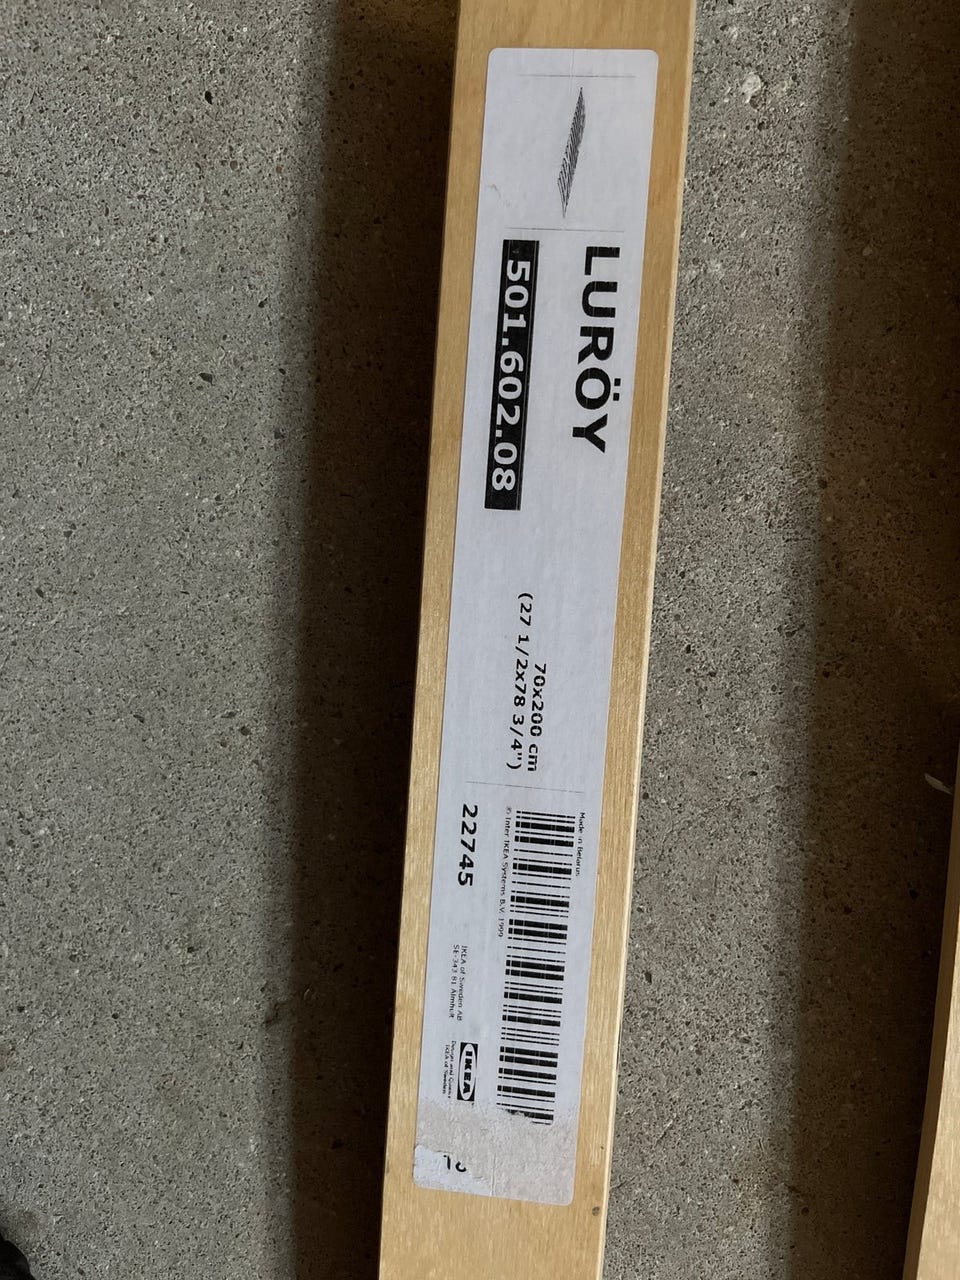 LURÖY
501.602.08
70x200 cm
(27 1/2x78 3/4")
Made in Belarus
© Inter IKEA Systems B.V. 1999
22745
IKEA of Sweden AB
SE-343 81 Älmhult
IKEA
Design and Quality
IKEA of Sweden